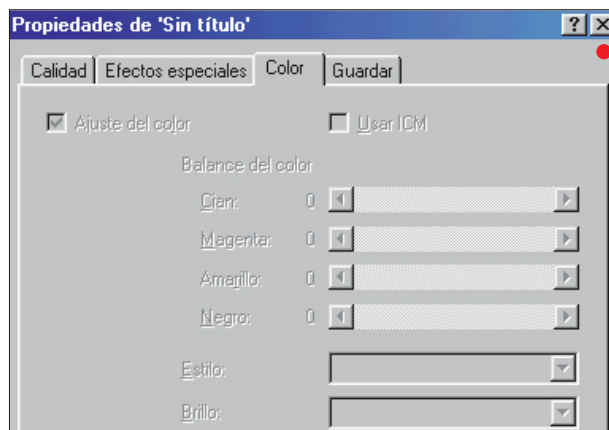 Propiedades de 'Sin título'
Calidad Efectos especiales Color Guardar
Ajuste del color Usar ICM
Balance del color
Cian: 0
Magenta: 0
Amarillo: 0
Negro: 0
Estilo:
Brillo: